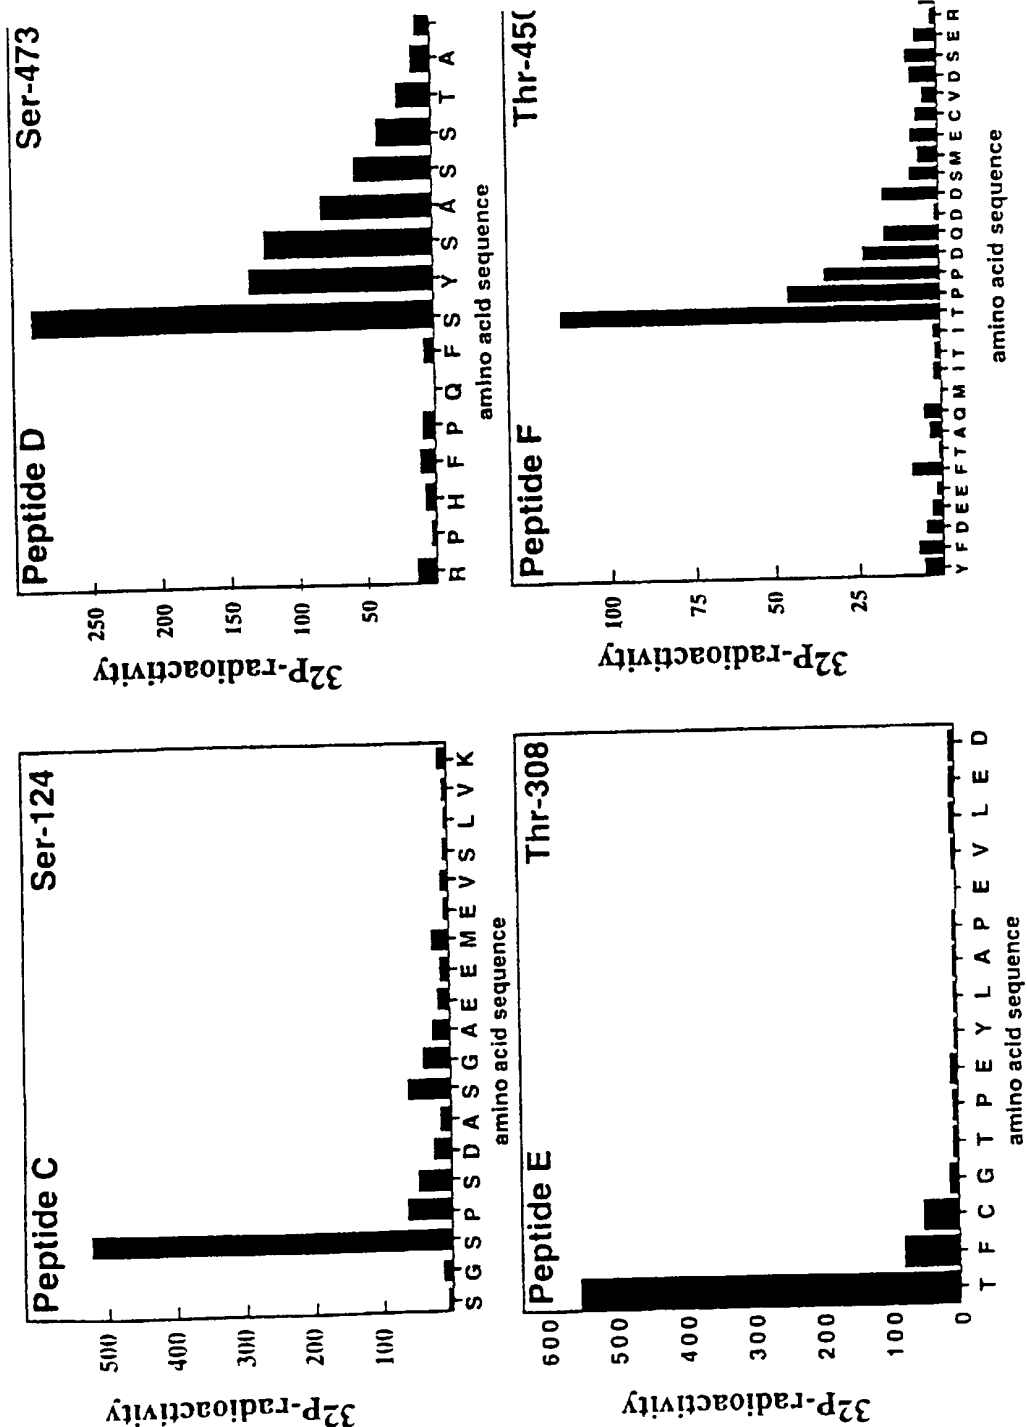 Peptide C
Ser-124
32P-radioactivity
500
400
300
200
100
S G S P S D A S G A E E M E V S L V K
amino acid sequence
Peptide D
Ser-473
32P-radioactivity
250
200
150
100
50
R P H F P Q F S Y S A S S T A
amino acid sequence
Peptide E
Thr-308
32P-radioactivity
600
500
400
300
200
100
0
T F C G T P E Y L A P E V L E D
amino acid sequence
Peptide F
Thr-45
32P-radioactivity
100
75
50
25
Y F D E E F T A Q M I T I T P P D Q D D S M E C V D S E R
amino acid sequence